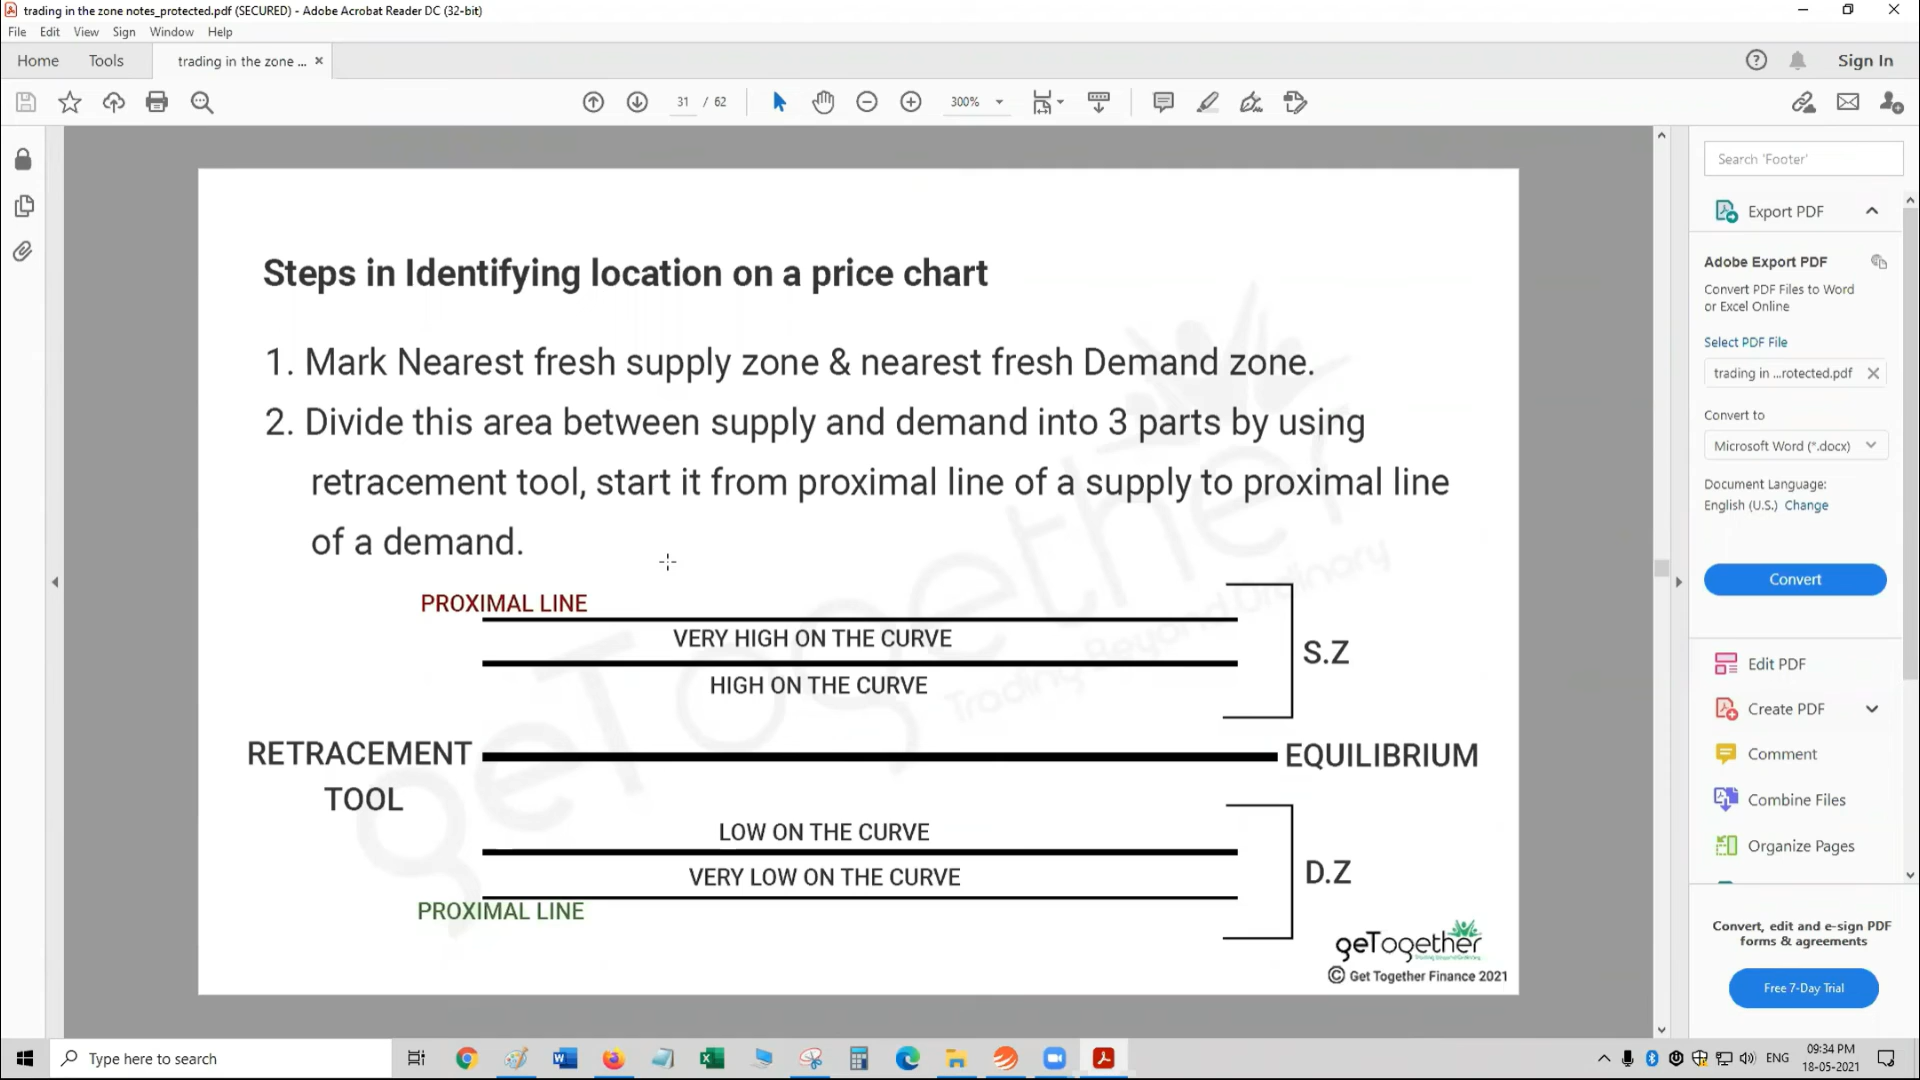 trading in the zone notes_protected.pdf (SECURED) - Adobe Acrobat Reader DC (32-bit)
File Edit View Sign Window Help
Home Tools trading in the zone ... × Sign In
31 / 62 300%
Search 'Footer'
Export PDF
Adobe Export PDF
Convert PDF Files to Word
or Excel Online
Select PDF File
trading in ...rotected.pdf
Convert to
Microsoft Word (*.docx)
Document Language:
English (U.S.) Change
Convert
Edit PDF
Create PDF
Comment
Combine Files
Organize Pages
Convert, edit and e-sign PDF
forms & agreements
Free 7-Day Trial
Steps in Identifying location on a price chart
1. Mark Nearest fresh supply zone & nearest fresh Demand zone.
2. Divide this area between supply and demand into 3 parts by using
retracement tool, start it from proximal line of a supply to proximal line
of a demand.
PROXIMAL LINE
VERY HIGH ON THE CURVE
S.Z
HIGH ON THE CURVE
RETRACEMENT
TOOL
EQUILIBRIUM
LOW ON THE CURVE
D.Z
VERY LOW ON THE CURVE
PROXIMAL LINE
geTogether
Trading Beyond Ordinary
geTogether
© Get Together Finance 2021
Type here to search
ENG
09:34 PM
18-05-2021